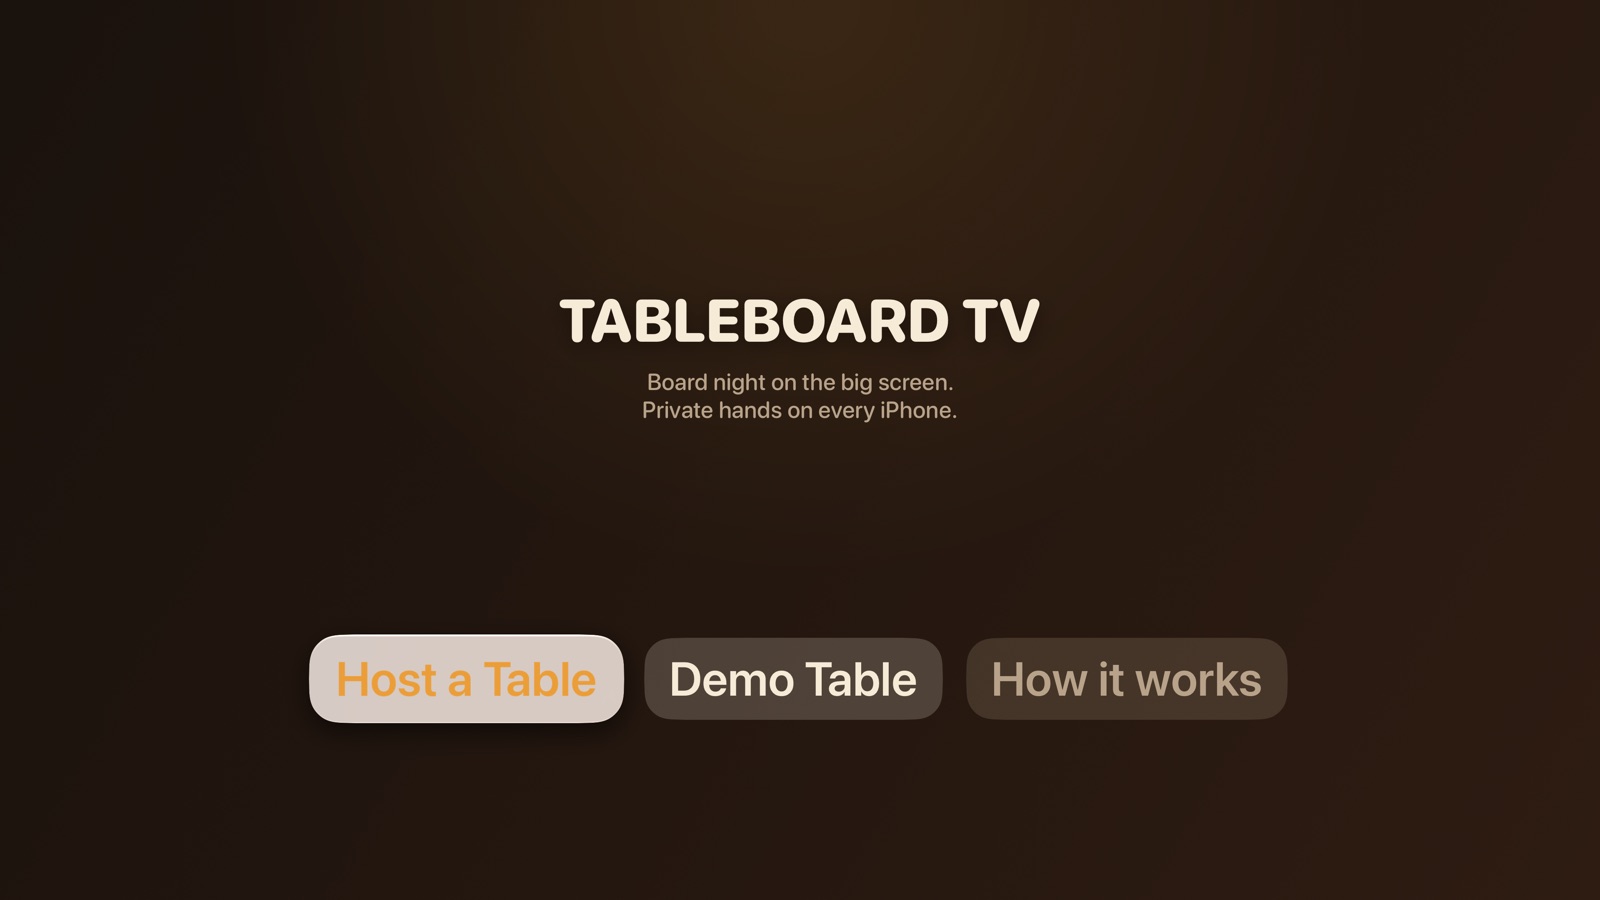 TABLEBOARD TV
Board night on the big screen.
Private hands on every iPhone.
Host a Table
Demo Table
How it works